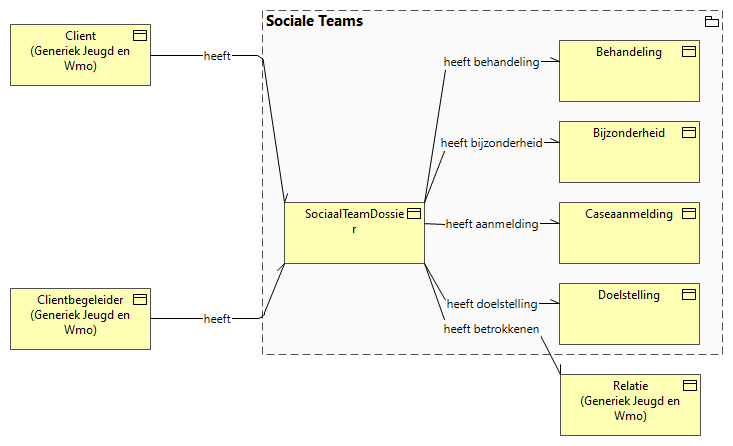 Sociale Teams
Client
(Generiek Jeugd en
Wmo)
heeft
heeft behandeling
Behandeling
heeft bijzonderheid
Bijzonderheid
SociaalTeamDossie
r
heeft aanmelding
Caseaanmelding
Clientbegeleider
(Generiek Jeugd en
Wmo)
heeft
heeft doelstelling
Doelstelling
heeft betrokkenen
Relatie
(Generiek Jeugd en
Wmo)